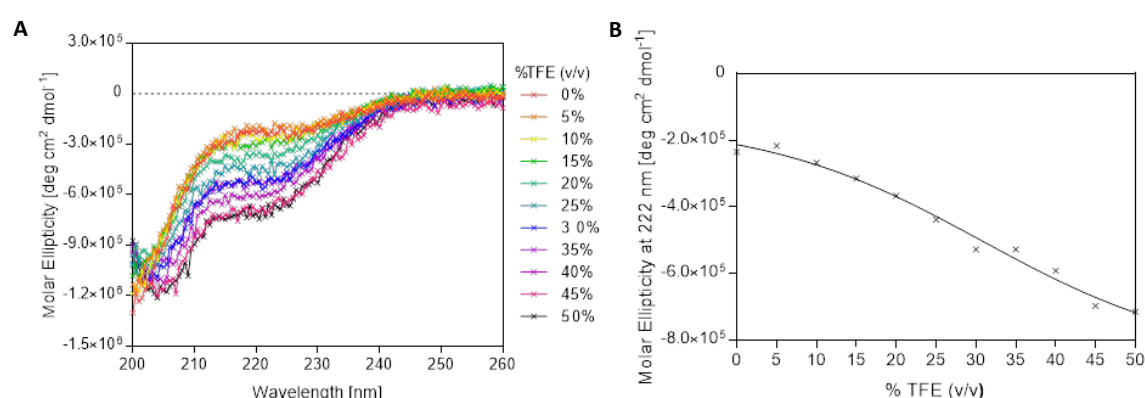 A
3.0×10⁵
0
-3.0×10⁵
-6.0×10⁵
-9.0×10⁵
-1.2×10⁶
-1.5×10⁶
Molar Ellipticity [deg cm² dmol⁻¹]
200 210 220 230 240 250 260
Wavelength [nm]
%TFE (v/v)
0%
5%
10%
15%
20%
25%
3 0%
35%
40%
45%
50%
B
0
-2.0×10⁵
-4.0×10⁵
-6.0×10⁵
-8.0×10⁵
Molar Ellipticity at 222 nm [deg cm² dmol⁻¹]
0 5 10 15 20 25 30 35 40 45 50
% TFE (v/v)